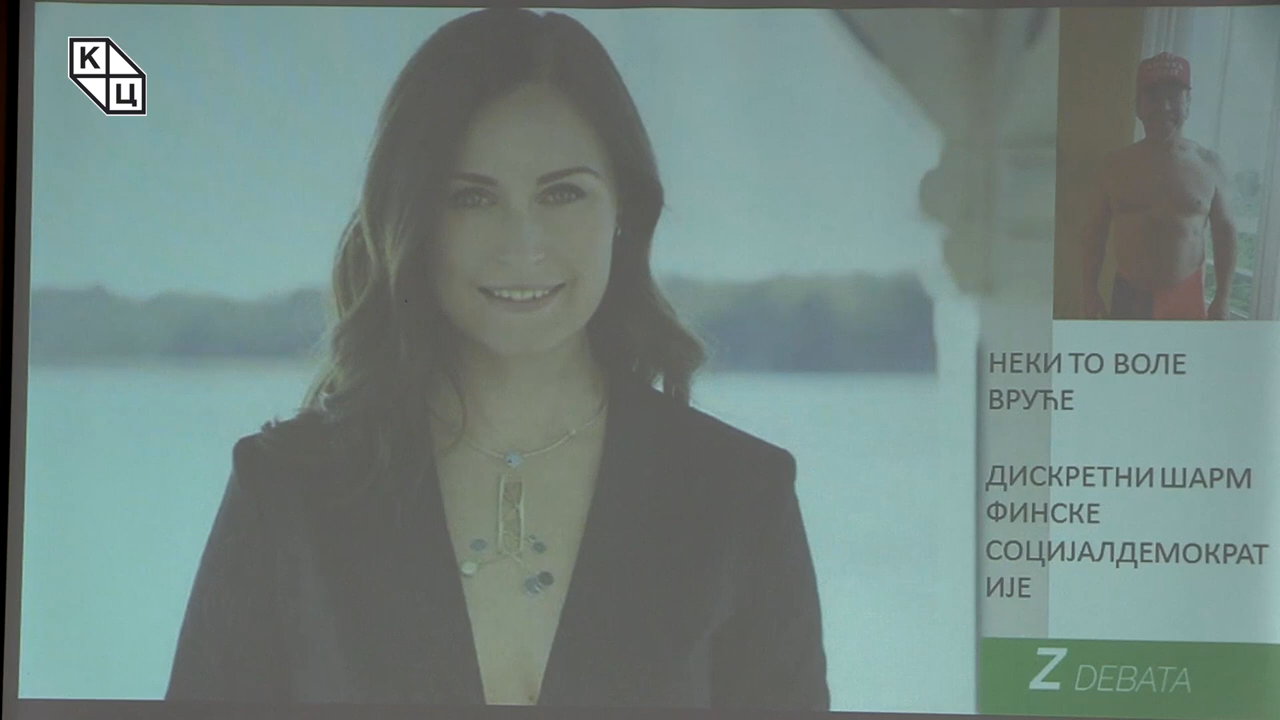 К
Ц
НЕКИ ТО ВОЛЕ
ВРУЋЕ
ДИСКРЕТНИ ШАРМ
ФИНСКЕ
СОЦИЈАЛДЕМОКРАТ
ИЈЕ
Z DEBATA